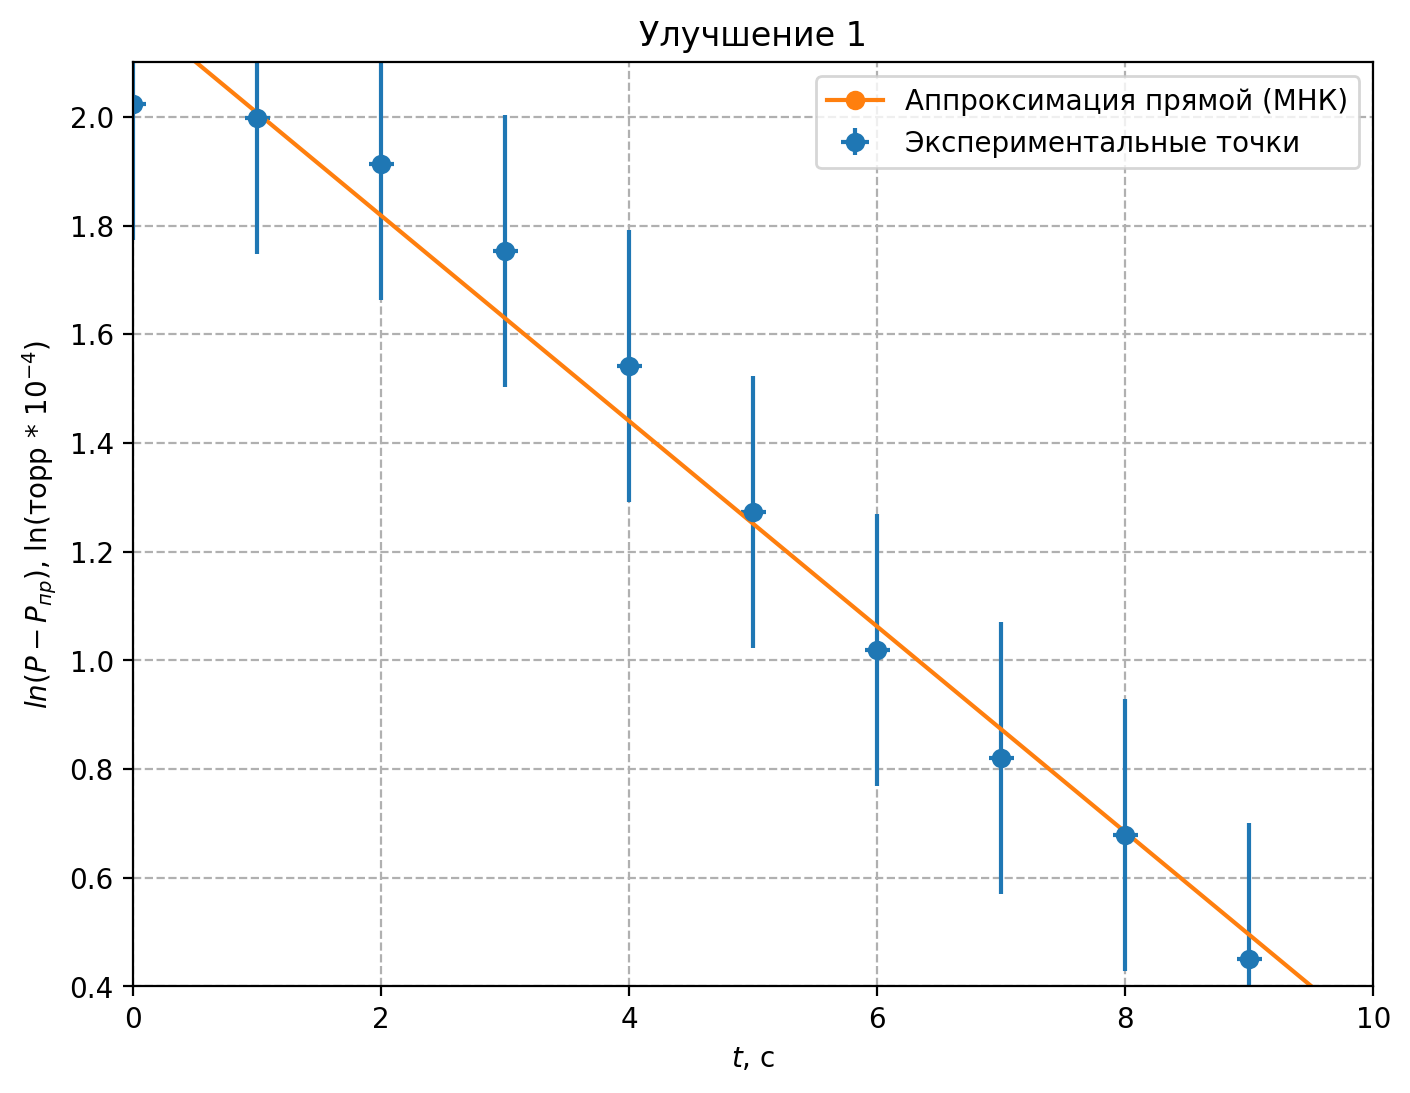 Улучшение 1
Аппроксимация прямой (МНК)
Экспериментальные точки
2.0
1.8
1.6
1.4
1.2
1.0
0.8
0.6
0.4
ln(P − Pпр), ln(торр * 10⁻⁴)
0 2 4 6 8 10
t, с